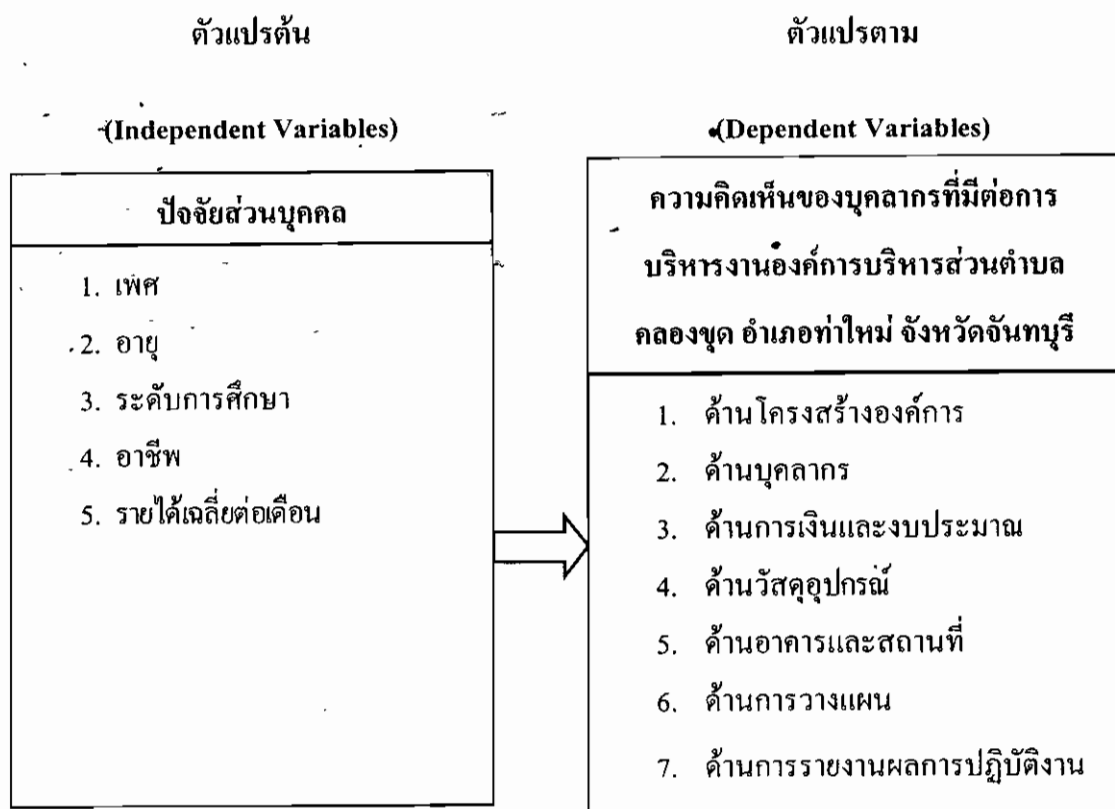 ตัวแปรต้น
(Independent Variables)
ปัจจัยส่วนบุคคล
1. เพศ
2. อายุ
3. ระดับการศึกษา
4. อาชีพ
5. รายได้เฉลี่ยต่อเดือน
ตัวแปรตาม
(Dependent Variables)
ความคิดเห็นของบุคลากรที่มีต่อการ
บริหารงานองค์การบริหารส่วนตำบล
คลองขุด อำเภอท่าใหม่ จังหวัดจันทบุรี
1. ด้านโครงสร้างองค์การ
2. ด้านบุคลากร
3. ด้านการเงินและงบประมาณ
4. ด้านวัสดุอุปกรณ์
5. ด้านอาคารและสถานที่
6. ด้านการวางแผน
7. ด้านการรายงานผลการปฏิบัติงาน